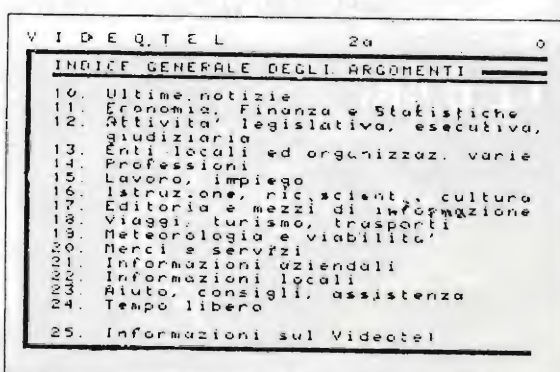 VIDEOTEL 2a 0
INDICE GENERALE DEGLI ARGOMENTI
10. Ultime notizie
11. Economia, Finanza e Statistiche
12. Attivita' legislativa, esecutiva,
giudiziaria
13. Enti locali ed organizzaz. varie
14. Professioni
15. Lavoro, impiego
16. Istruzione, ric.scient., cultura
17. Editoria e mezzi di informazione
18. Viaggi, turismo, trasporti
19. Meteorologia e viabilita'
20. Merci e servizi
21. Informazioni aziendali
22. Informazioni locali
23. Aiuto, consigli, assistenza
24. Tempo libero
25. Informazioni sul Videotel